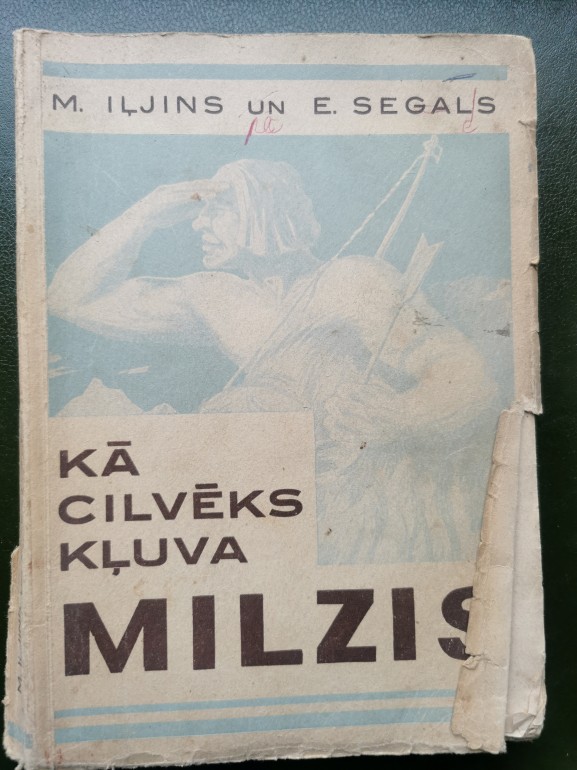 M. IĻJINS UN E. SEGALS
KĀ
CILVĒKS
KĻUVA
MILZIS